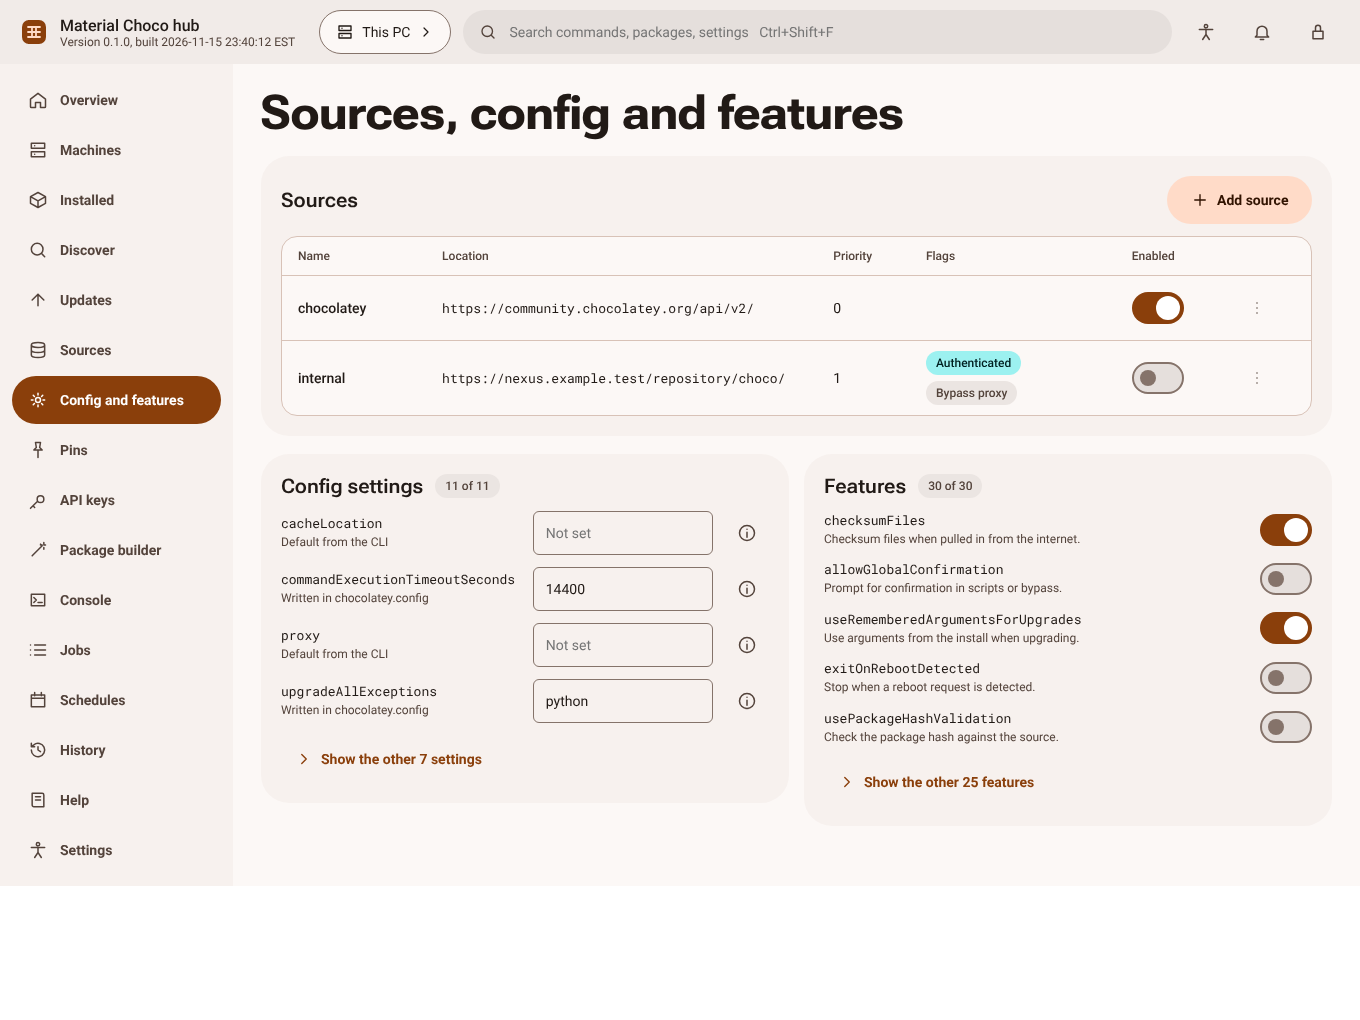 Material Choco hub
Version 0.1.0, built 2026-11-15 23:40:12 EST
This PC
Search commands, packages, settings Ctrl+Shift+F
Overview
Machines
Installed
Discover
Updates
Sources
Config and features
Pins
API keys
Package builder
Console
Jobs
Schedules
History
Help
Settings
Sources, config and features
Sources
Add source
Name Location Priority Flags Enabled
chocolatey https://community.chocolatey.org/api/v2/ 0
internal https://nexus.example.test/repository/choco/ 1 Authenticated
Bypass proxy
Config settings 11 of 11
cacheLocation
Default from the CLI
Not set
commandExecutionTimeoutSeconds
Written in chocolatey.config
14400
proxy
Default from the CLI
Not set
upgradeAllExceptions
Written in chocolatey.config
python
Show the other 7 settings
Features 30 of 30
checksumFiles
Checksum files when pulled in from the internet.
allowGlobalConfirmation
Prompt for confirmation in scripts or bypass.
useRememberedArgumentsForUpgrades
Use arguments from the install when upgrading.
exitOnRebootDetected
Stop when a reboot request is detected.
usePackageHashValidation
Check the package hash against the source.
Show the other 25 features